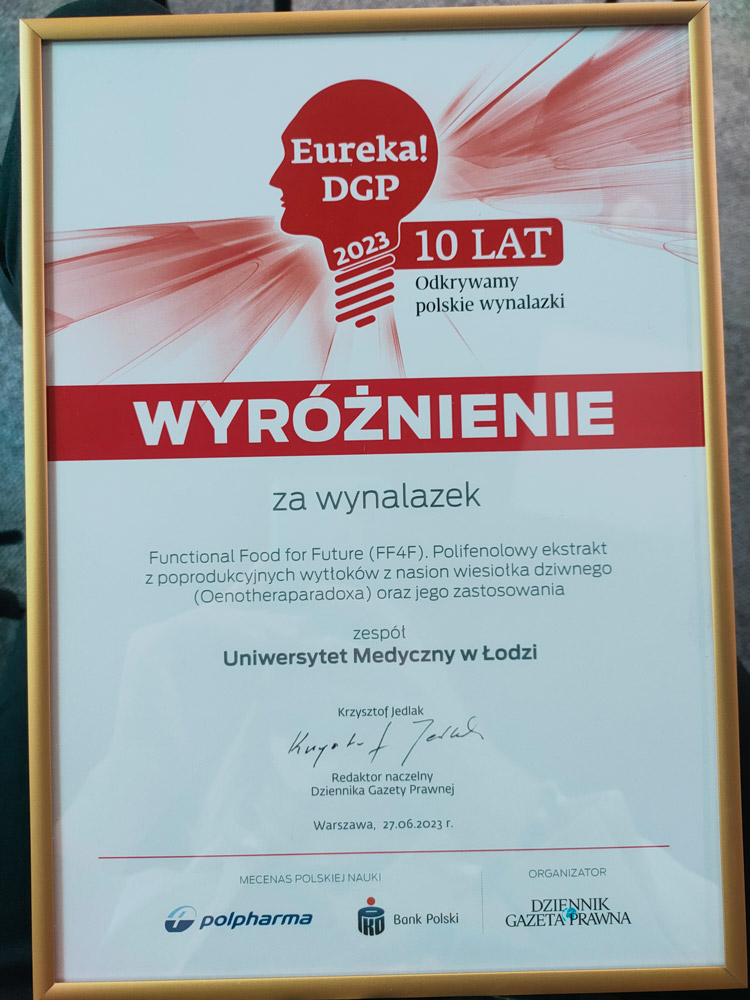 Eureka!
DGP
2023
10 LAT
Odkrywamy
polskie wynalazki
WYRÓŻNIENIE
za wynalazek
Functional Food for Future (FF4F). Polifenolowy ekstrakt
z poprodukcyjnych wytłoków z nasion wiesiołka dziwnego
(Oenotheraparadoxa) oraz jego zastosowania
zespół
Uniwersytet Medyczny w Łodzi
Krzysztof Jedlak
Redaktor naczelny
Dziennika Gazety Prawnej
Warszawa, 27.06.2023 r.
MECENAS POLSKIEJ NAUKI
ORGANIZATOR
polpharma
PKO
Bank Polski
DZIENNIK
GAZETA PRAWNA